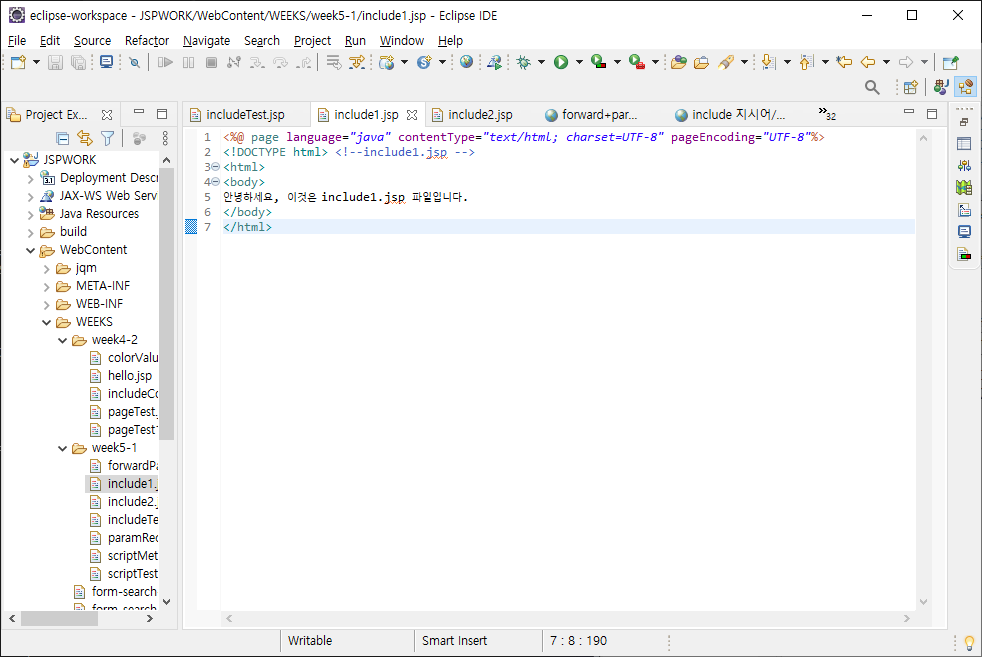 eclipse-workspace - JSPWORK/WebContent/WEEKS/week5-1/include1.jsp - Eclipse IDE
File Edit Source Refactor Navigate Search Project Run Window Help
Project Ex...
includeTest.jsp include1.jsp include2.jsp forward+par... include 지시어/... »32
JSPWORK
Deployment Descr
JAX-WS Web Serv
Java Resources
build
WebContent
jqm
META-INF
WEB-INF
WEEKS
week4-2
colorValu
hello.jsp
includeCo
pageTest.
pageTest1
week5-1
forwardPa
include1.j
include2.j
includeTe
paramRec
scriptMet
scriptTest
form-search
form-search
1 <%@ page language="java" contentType="text/html; charset=UTF-8" pageEncoding="UTF-8"%>
2 <!DOCTYPE html> <!--include1.jsp -->
3 <html>
4 <body>
5 안녕하세요, 이것은 include1.jsp 파일입니다.
6 </body>
7 </html>
Writable Smart Insert 7 : 8 : 190